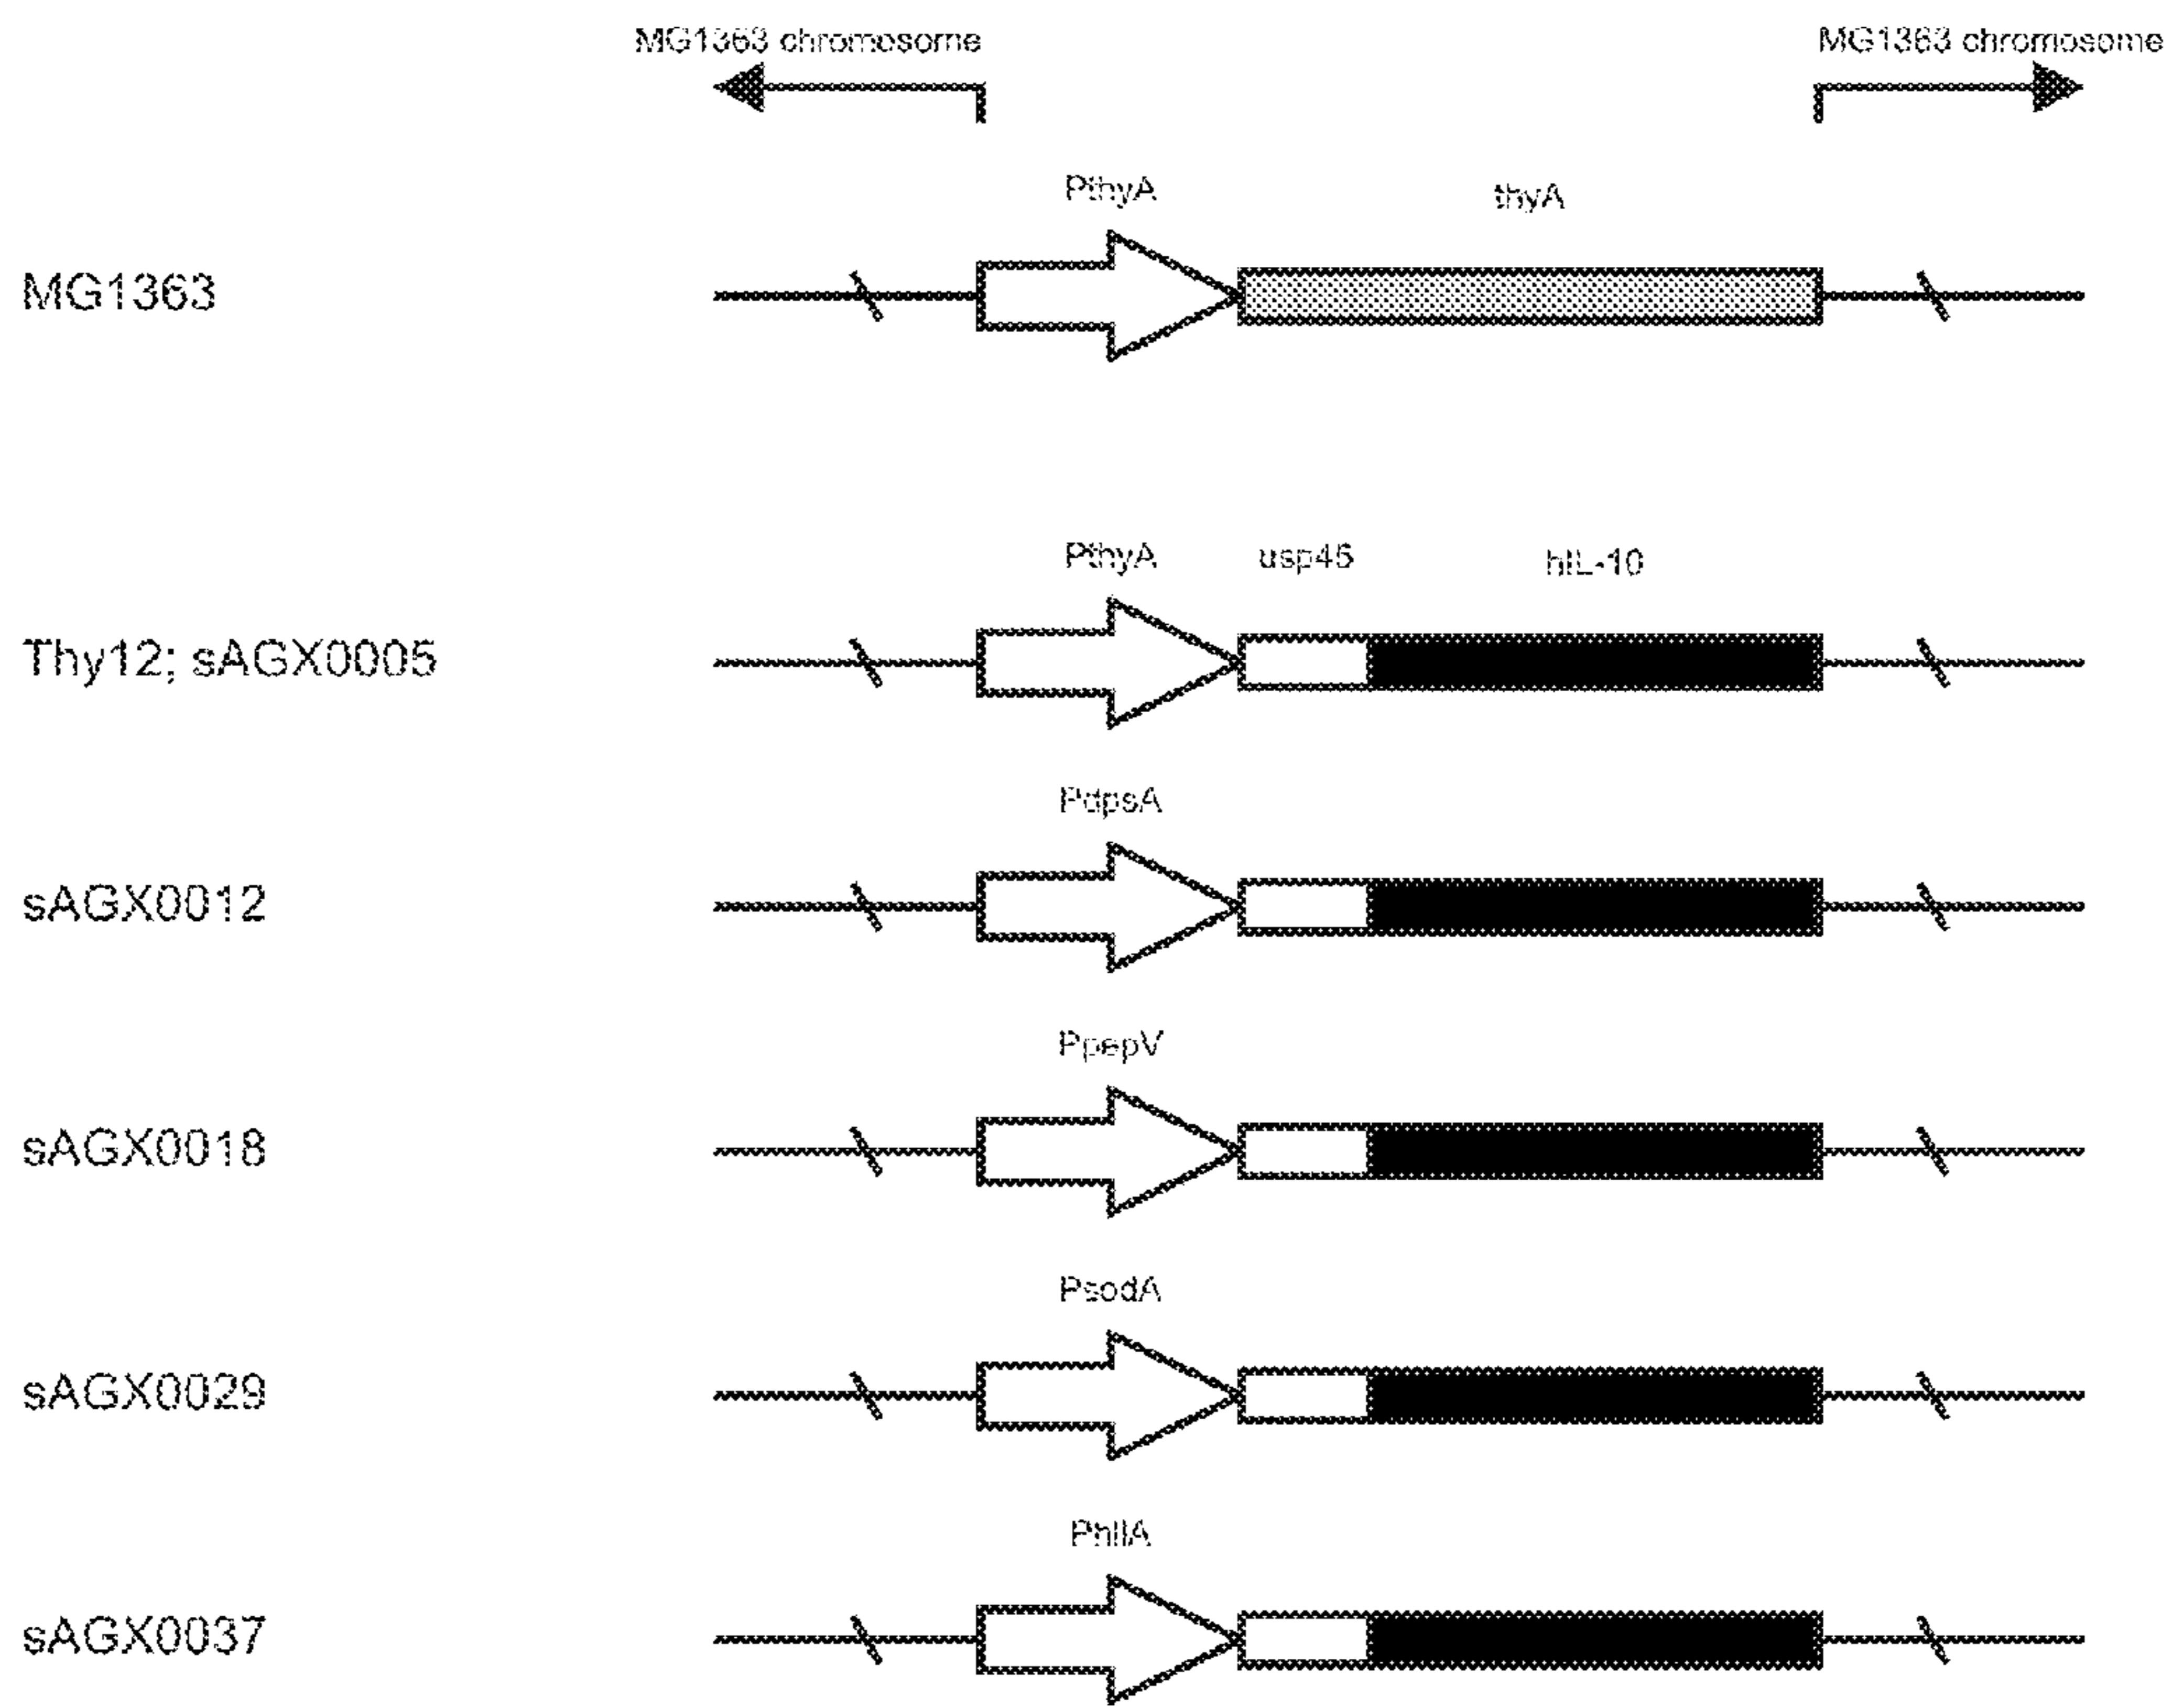 MG1363 chromosome MG1363 chromosome
PthyA thyA
MG1363
PthyA usp45 hIL-10
Thy12; sAGX0005
PdpsA
sAGX0012
PpepV
sAGX0018
PsodA
sAGX0029
PhllA
sAGX0037